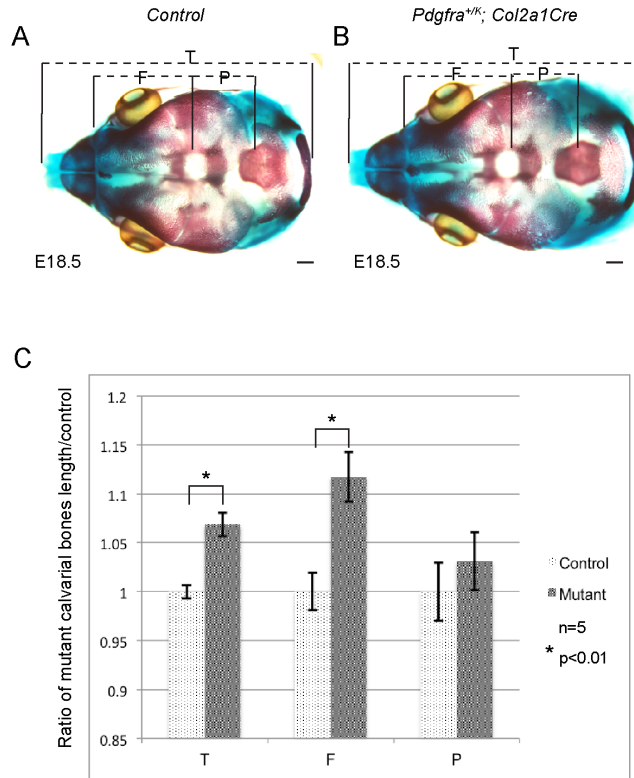 Control
Pdgfra+/K; Col2a1Cre
A
B
T
F
P
T
F
P
E18.5
E18.5
C
Ratio of mutant calvarial bones length/control
1.2
1.15
1.1
1.05
1
0.95
0.9
0.85
*
*
T
F
P
Control
Mutant
n=5
* p<0.01